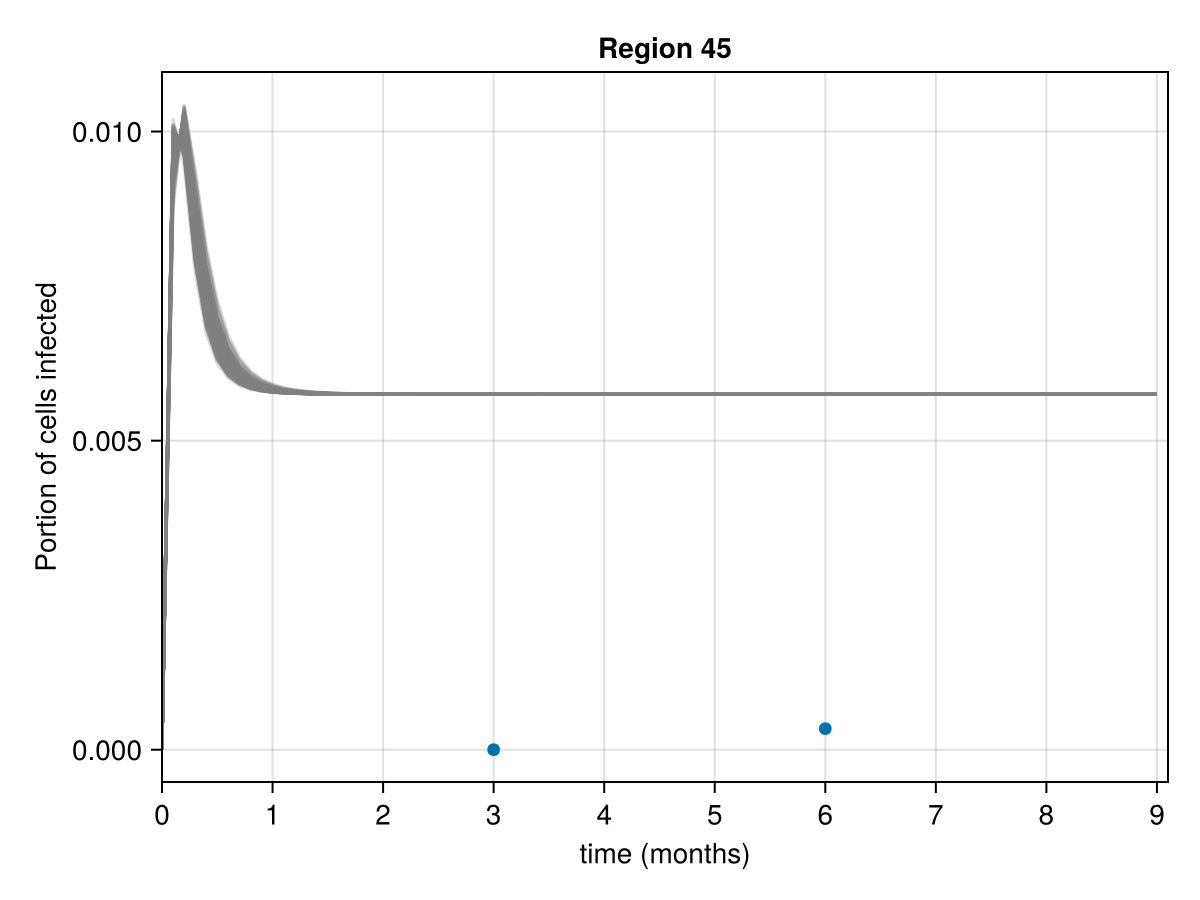 Region 45
Portion of cells infected
0.010
0.005
0.000
0 1 2 3 4 5 6 7 8 9
time (months)